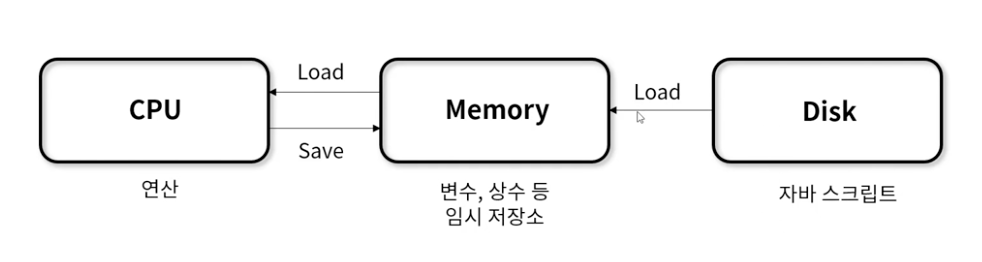 Load
Load
CPU
Memory
Disk
Save
연산
변수, 상수 등
임시 저장소
자바 스크립트